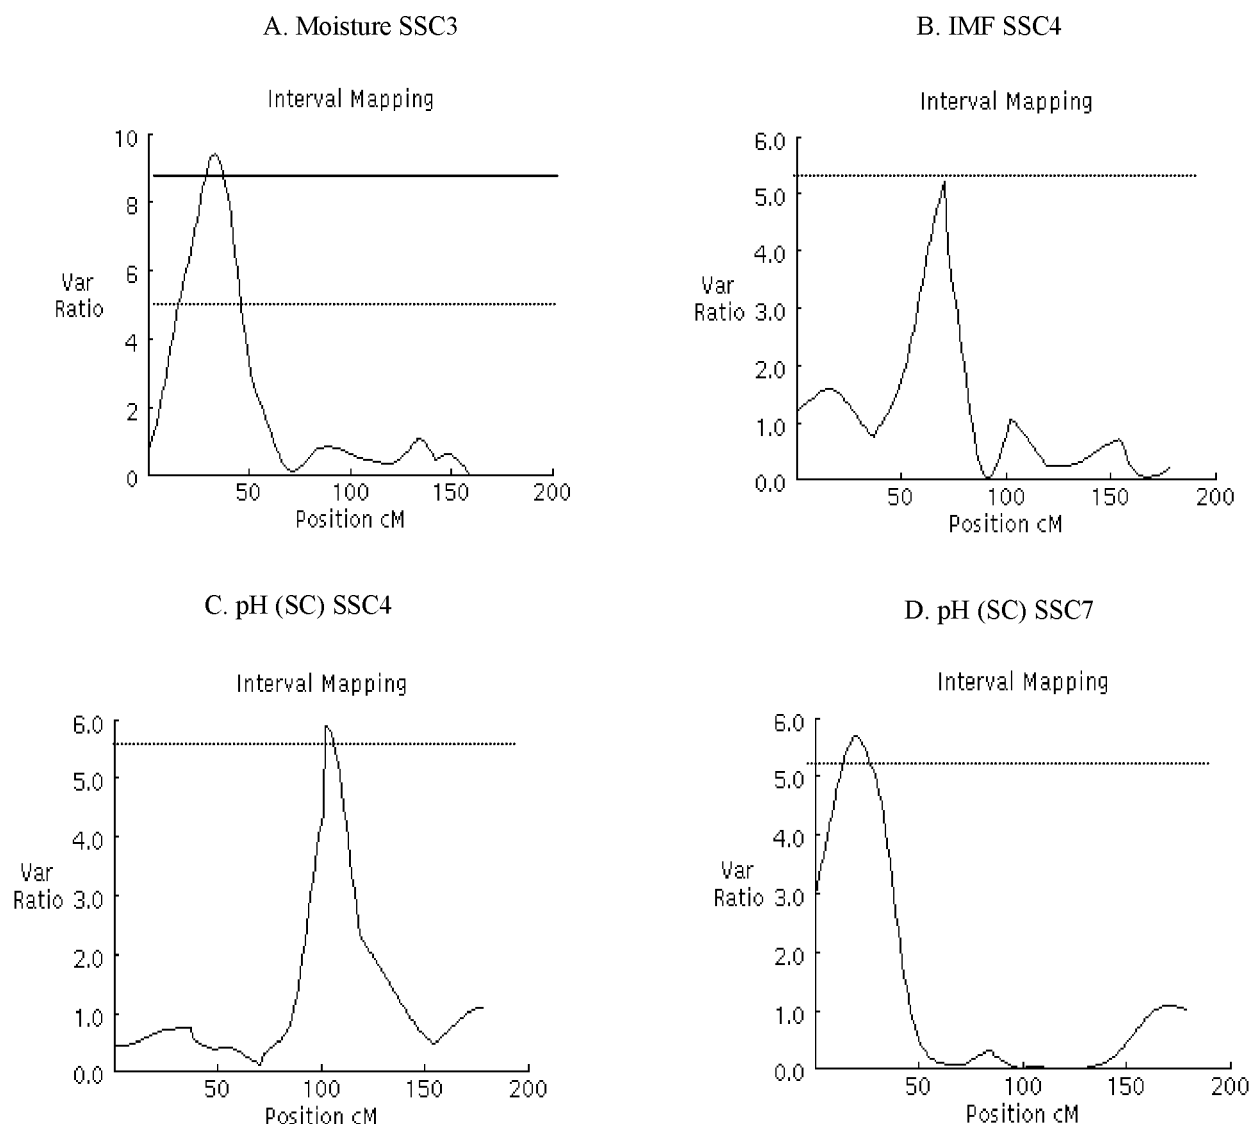 A. Moisture SSC3
Interval Mapping
10
8
6
Var
Ratio
4
2
0
50
100
150
200
Position cM
B. IMF SSC4
Interval Mapping
6.0
5.0
4.0
Var
Ratio 3.0
2.0
1.0
0.0
50
100
150
200
Position cM
C. pH (SC) SSC4
Interval Mapping
6.0
5.0
4.0
Var
Ratio 3.0
2.0
1.0
0.0
50
100
150
200
Position cM
D. pH (SC) SSC7
Interval Mapping
6.0
5.0
4.0
Var
Ratio 3.0
2.0
1.0
0.0
50
100
150
200
Position cM